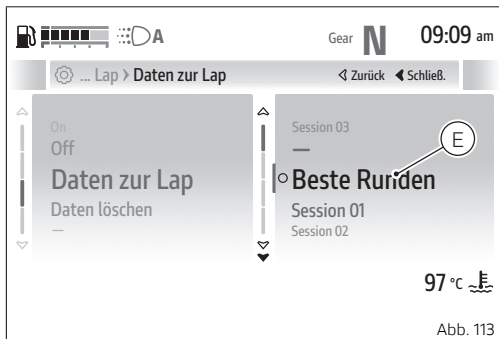 A Gear N 09:09 am
... Lap › Daten zur Lap Zurück Schließ.
On
Off
Daten zur Lap
Daten löschen
—
Session 03
—
Beste Runden
Session 01
Session 02
E
97 °C
Abb. 113